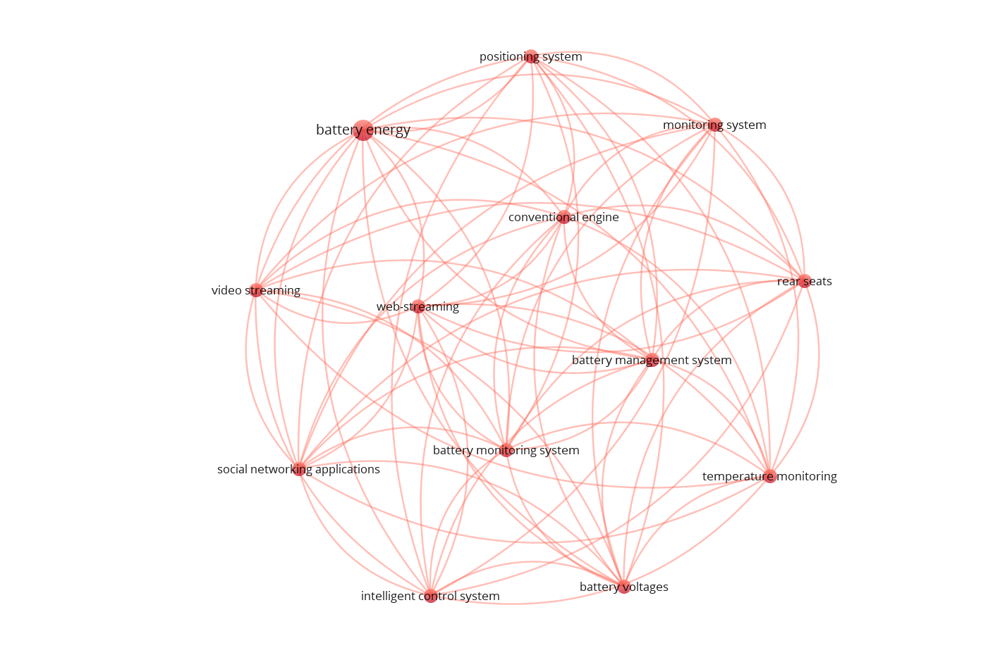 positioning system
monitoring system
battery energy
conventional engine
rear seats
video streaming
web-streaming
battery management system
battery monitoring system
social networking applications
temperature monitoring
battery voltages
intelligent control system